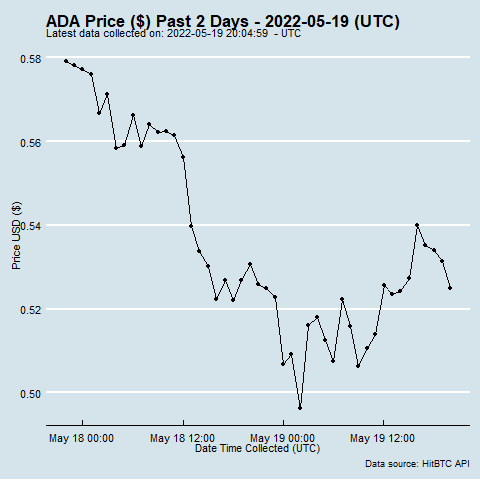 ADA Price ($) Past 2 Days - 2022-05-19 (UTC)
Latest data collected on: 2022-05-19 20:04:59 - UTC
0.58
0.56
0.54
0.52
0.50
Price USD ($)
May 18 00:00 May 18 12:00 May 19 00:00 May 19 12:00
Date Time Collected (UTC)
Data source: HitBTC API